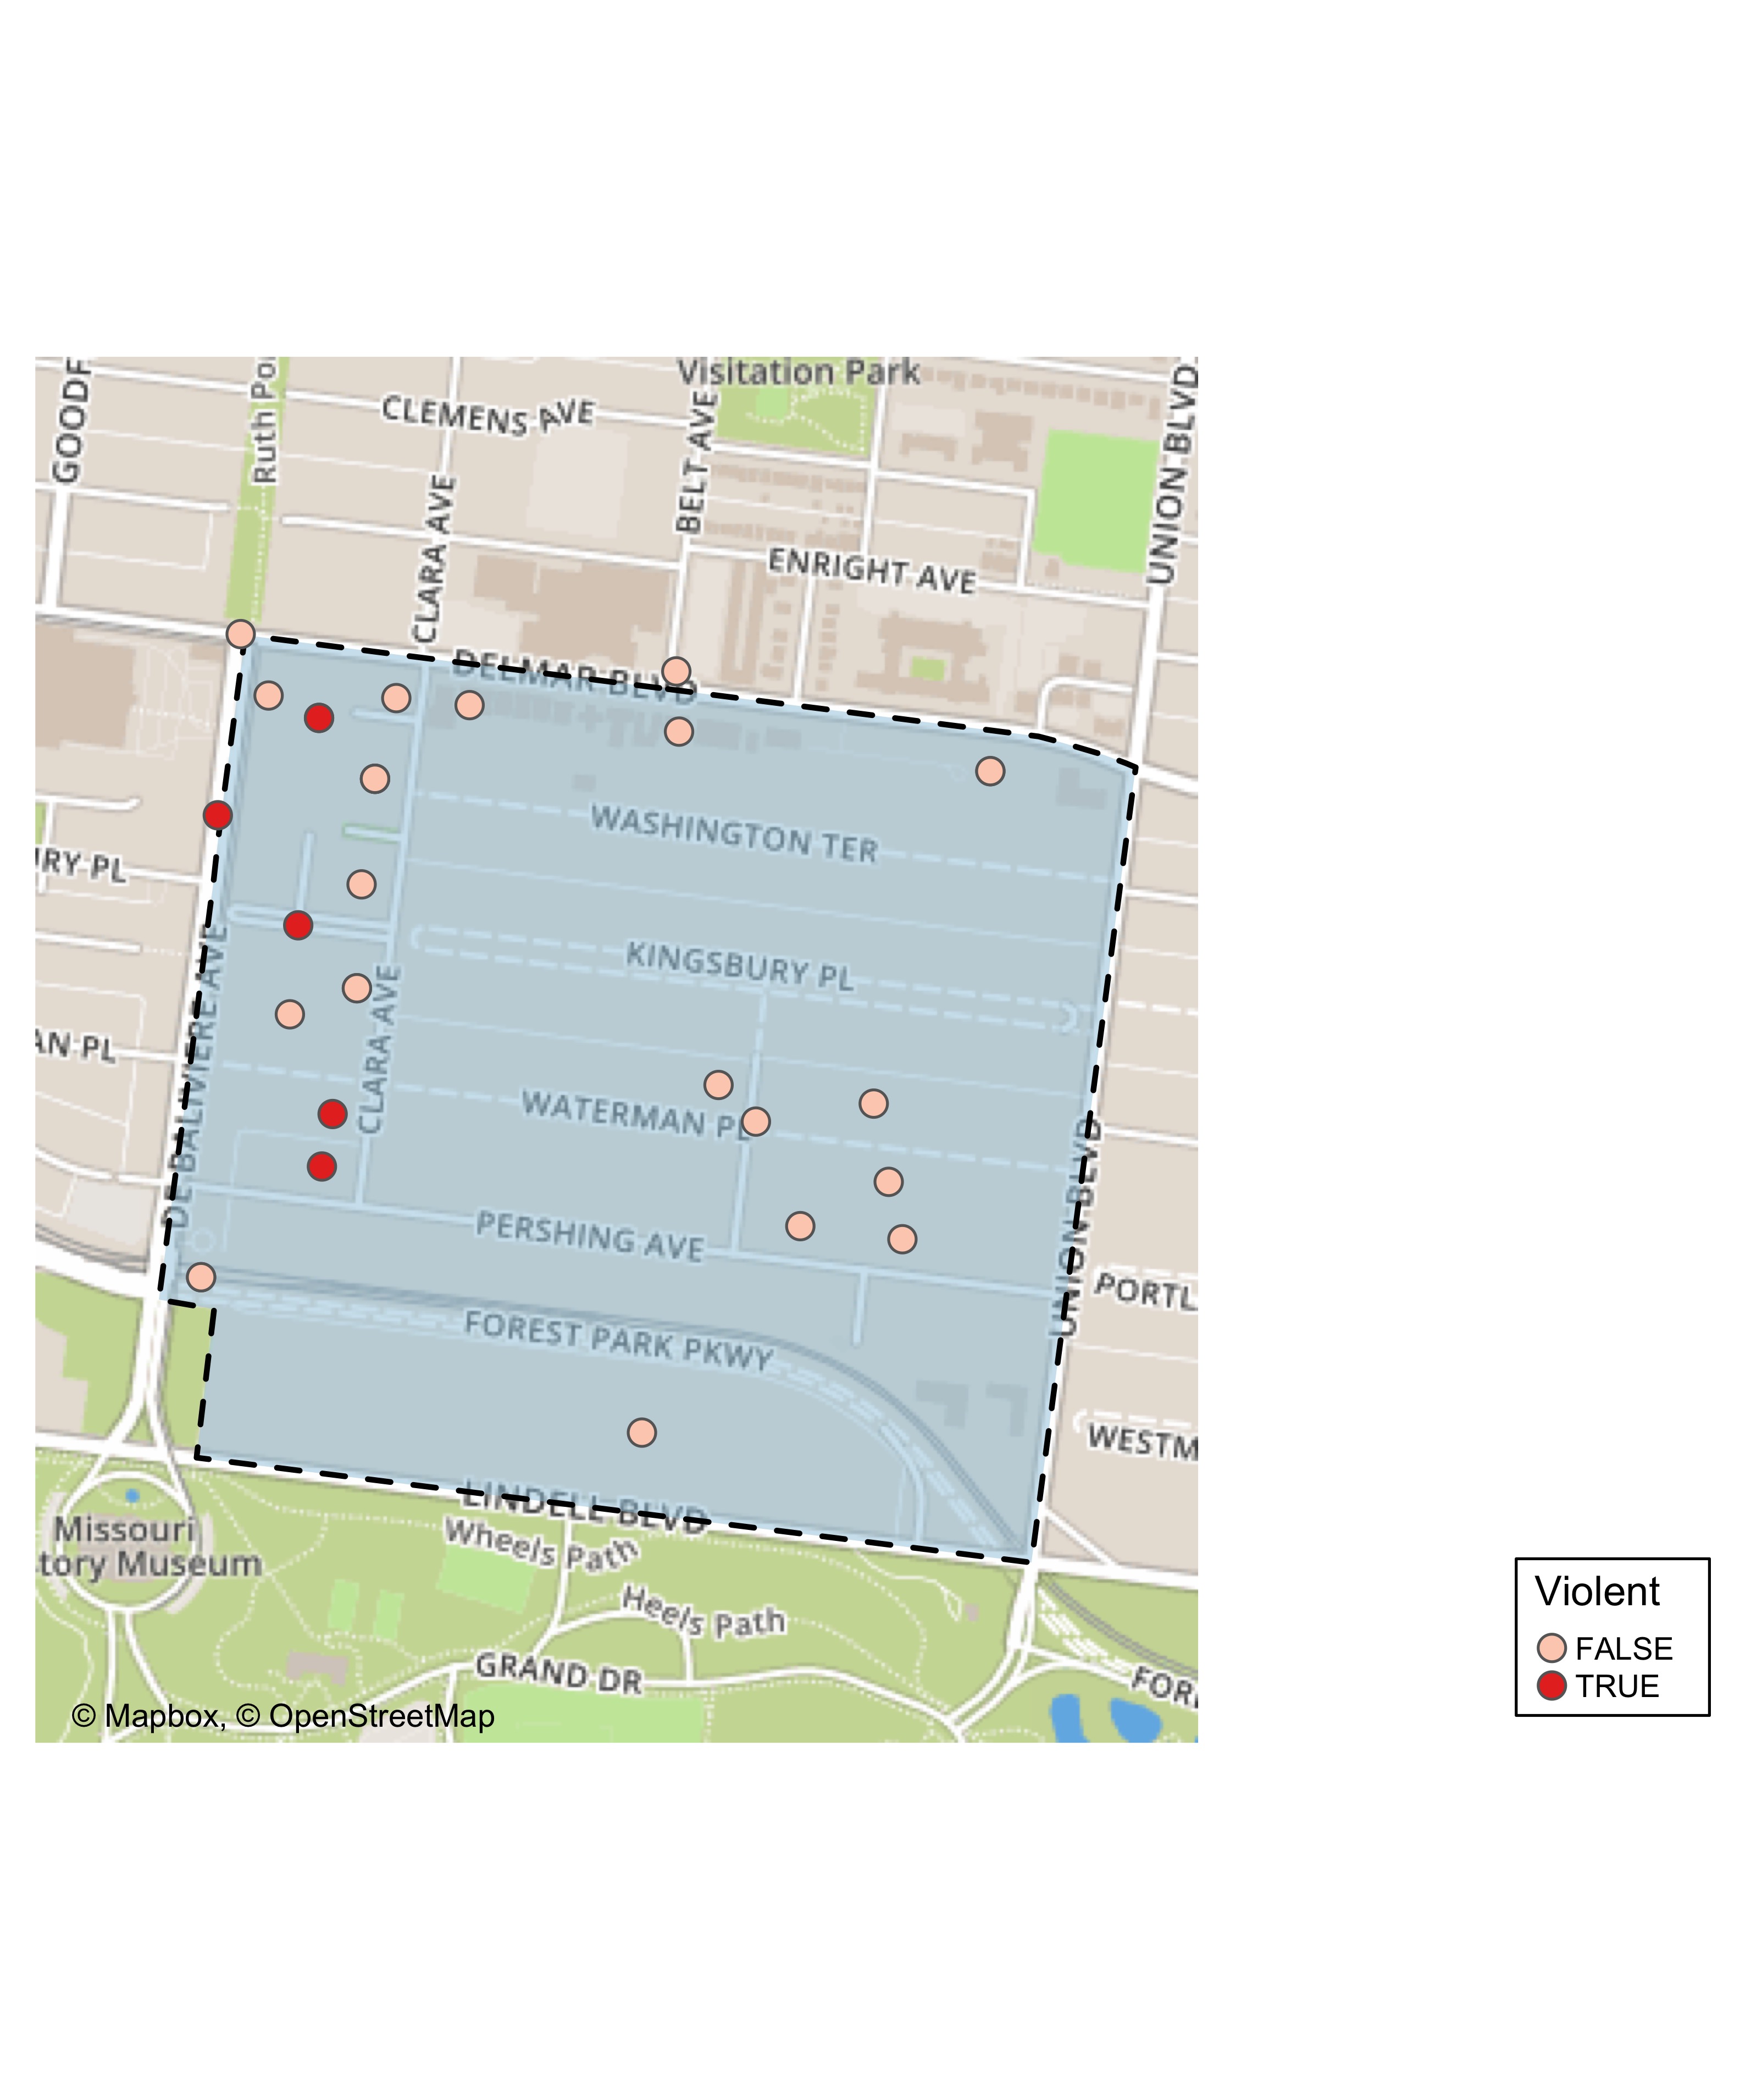 Visitation Park
GOODF
Ruth Po
CLEMENS AVE
BELT AVE
UNION BLVD
CLARA AVE
ENRIGHT AVE
DELMAR BLVD
WASHINGTON TER
RY PL
KINGSBURY PL
DE BALIVIERE AVE
CLARA AVE
AN PL
WATERMAN PL
UNION BLVD
PERSHING AVE
PORTL
FOREST PARK PKWY
WESTM
LINDELL BLVD
Wheels Path
Missouri
tory Museum
Heels Path
GRAND DR
FOR
© Mapbox, © OpenStreetMap
Violent
FALSE
TRUE